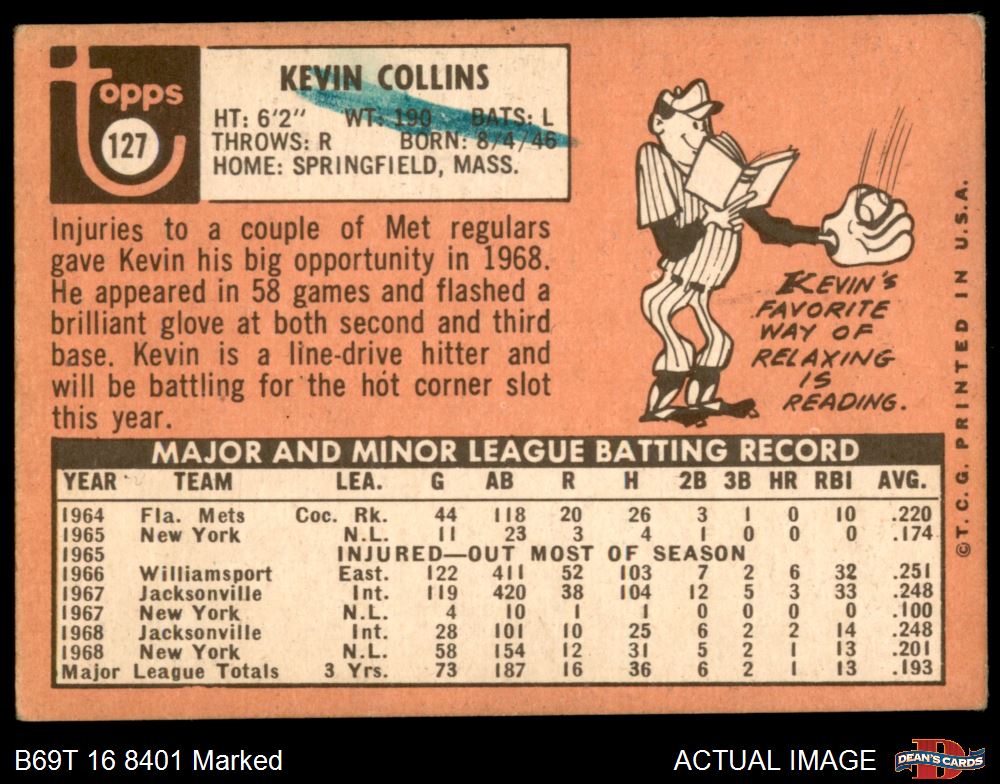 topps
127
KEVIN COLLINS
HT: 6'2" WT: 190 BATS: L
THROWS: R BORN: 8/4/46
HOME: SPRINGFIELD, MASS.
Injuries to a couple of Met regulars
gave Kevin his big opportunity in 1968.
He appeared in 58 games and flashed a
brilliant glove at both second and third
base. Kevin is a line-drive hitter and
will be battling for the hot corner slot
this year.
KEVIN'S
FAVORITE
WAY OF
RELAXING
IS
READING.
©T.C.G. PRINTED IN U.S.A.
MAJOR AND MINOR LEAGUE BATTING RECORD
YEAR TEAM LEA. G AB R H 2B 3B HR RBI AVG.
1964 Fla. Mets Coc. Rk. 44 118 20 26 3 1 0 10 .220
1965 New York N.L. 11 23 3 4 1 0 0 0 .174
1965 INJURED—OUT MOST OF SEASON
1966 Williamsport East. 122 411 52 103 7 2 6 32 .251
1967 Jacksonville Int. 119 420 38 104 12 5 3 33 .248
1967 New York N.L. 4 10 1 1 0 0 0 0 .100
1968 Jacksonville Int. 28 101 10 25 6 2 2 14 .248
1968 New York N.L. 58 154 12 31 5 2 1 13 .201
Major League Totals 3 Yrs. 73 187 16 36 6 2 1 13 .193
B69T 16 8401 Marked
ACTUAL IMAGE
D
DEAN'S CARDS